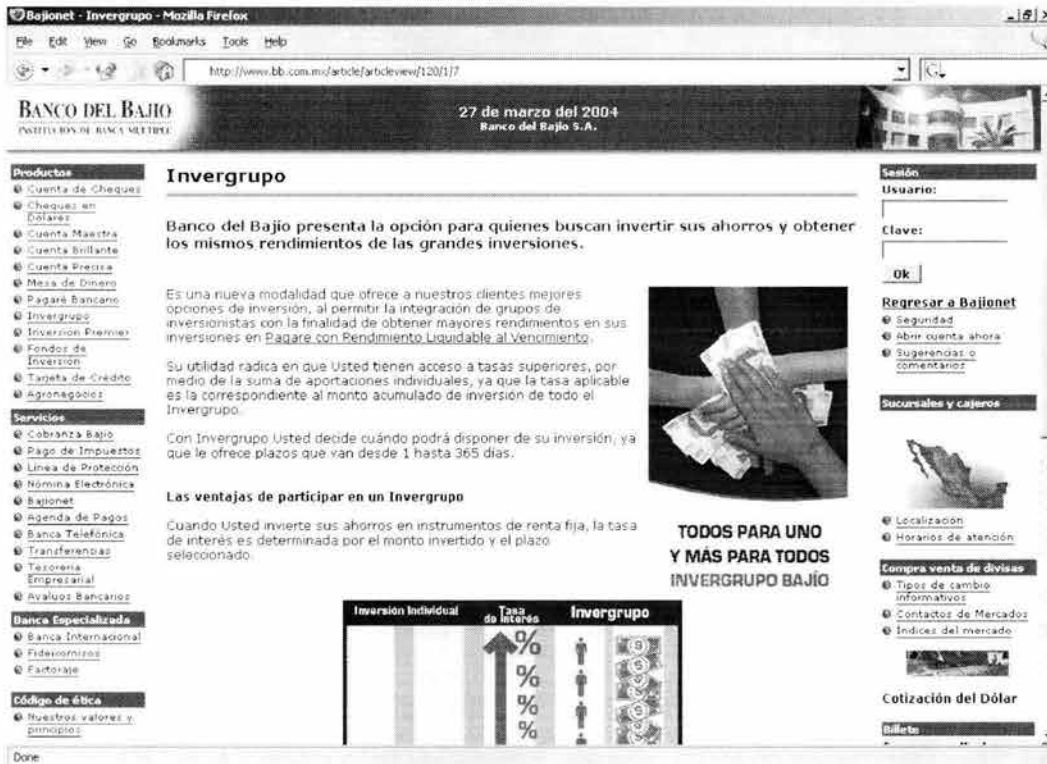 Bajionet - Invergrupo - Mozilla Firefox
File Edit View Go Bookmarks Tools Help
http://www.bb.com.mx/article/articleview/120/1/7
BANCO DEL BAJIO
INSTITUCION DE BANCA MULTIPLE
27 de marzo del 2004
Banco del Bajío S.A.
Productos
Cuenta de Cheques
Cheques en
Dólares
Cuenta Maestra
Cuenta Brillante
Cuenta Precisa
Mesa de Dinero
Pagaré Bancario
Invergrupo
Inversión Premier
Fondos de
Inversión
Tarjeta de Crédito
Agronegocios
Servicios
Cobranza Bajío
Pago de Impuestos
Línea de Protección
Nómina Electrónica
Bajionet
Agenda de Pagos
Banca Telefónica
Transferencias
Tesorería
Empresarial
Avaluos Bancarios
Banca Especializada
Banca Internacional
Fideicomisos
Factoraje
Código de ética
Nuestros valores y
principios
Invergrupo
Banco del Bajío presenta la opción para quienes buscan invertir sus ahorros y obtener
los mismos rendimientos de las grandes inversiones.
Es una nueva modalidad que ofrece a nuestros clientes mejores
opciones de inversión, al permitir la integración de grupos de
inversionistas con la finalidad de obtener mayores rendimientos en sus
inversiones en Pagare con Rendimiento Liquidable al Vencimiento.
Su utilidad radica en que Usted tienen acceso a tasas superiores, por
medio de la suma de aportaciones individuales, ya que la tasa aplicable
es la correspondiente al monto acumulado de inversión de todo el
Invergrupo.
Con Invergrupo Usted decide cuándo podrá disponer de su inversión, ya
que le ofrece plazos que van desde 1 hasta 365 días.
Las ventajas de participar en un Invergrupo
Cuando Usted invierte sus ahorros en instrumentos de renta fija, la tasa
de interés es determinada por el monto invertido y el plazo
seleccionado.
TODOS PARA UNO
Y MÁS PARA TODOS
INVERGRUPO BAJÍO
Inversión Individual
Tasa
de Interés
Invergrupo
%
%
%
%
Sesión
Usuario:
Clave:
Ok
Regresar a Bajionet
Seguridad
Abrir cuenta ahora
Sugerencias o
comentarios
Sucursales y cajeros
Localización
Horarios de atención
Compra venta de divisas
Tipos de cambio
informativos
Contactos de Mercados
Índices del mercado
Cotización del Dólar
Billete
Done